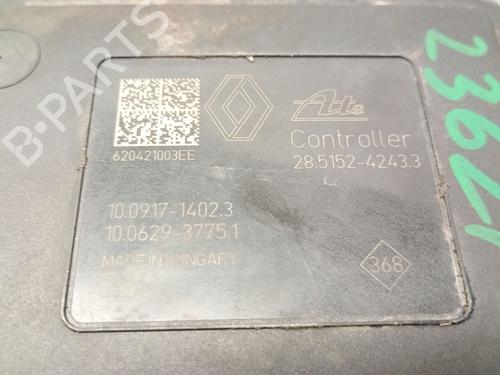 B-PARTS
Ate
Controller
620421003EE
28.5152-4243.3
10.0917-1402.3
10.0629-3775.1
MADE IN HUNGARY
368
23621